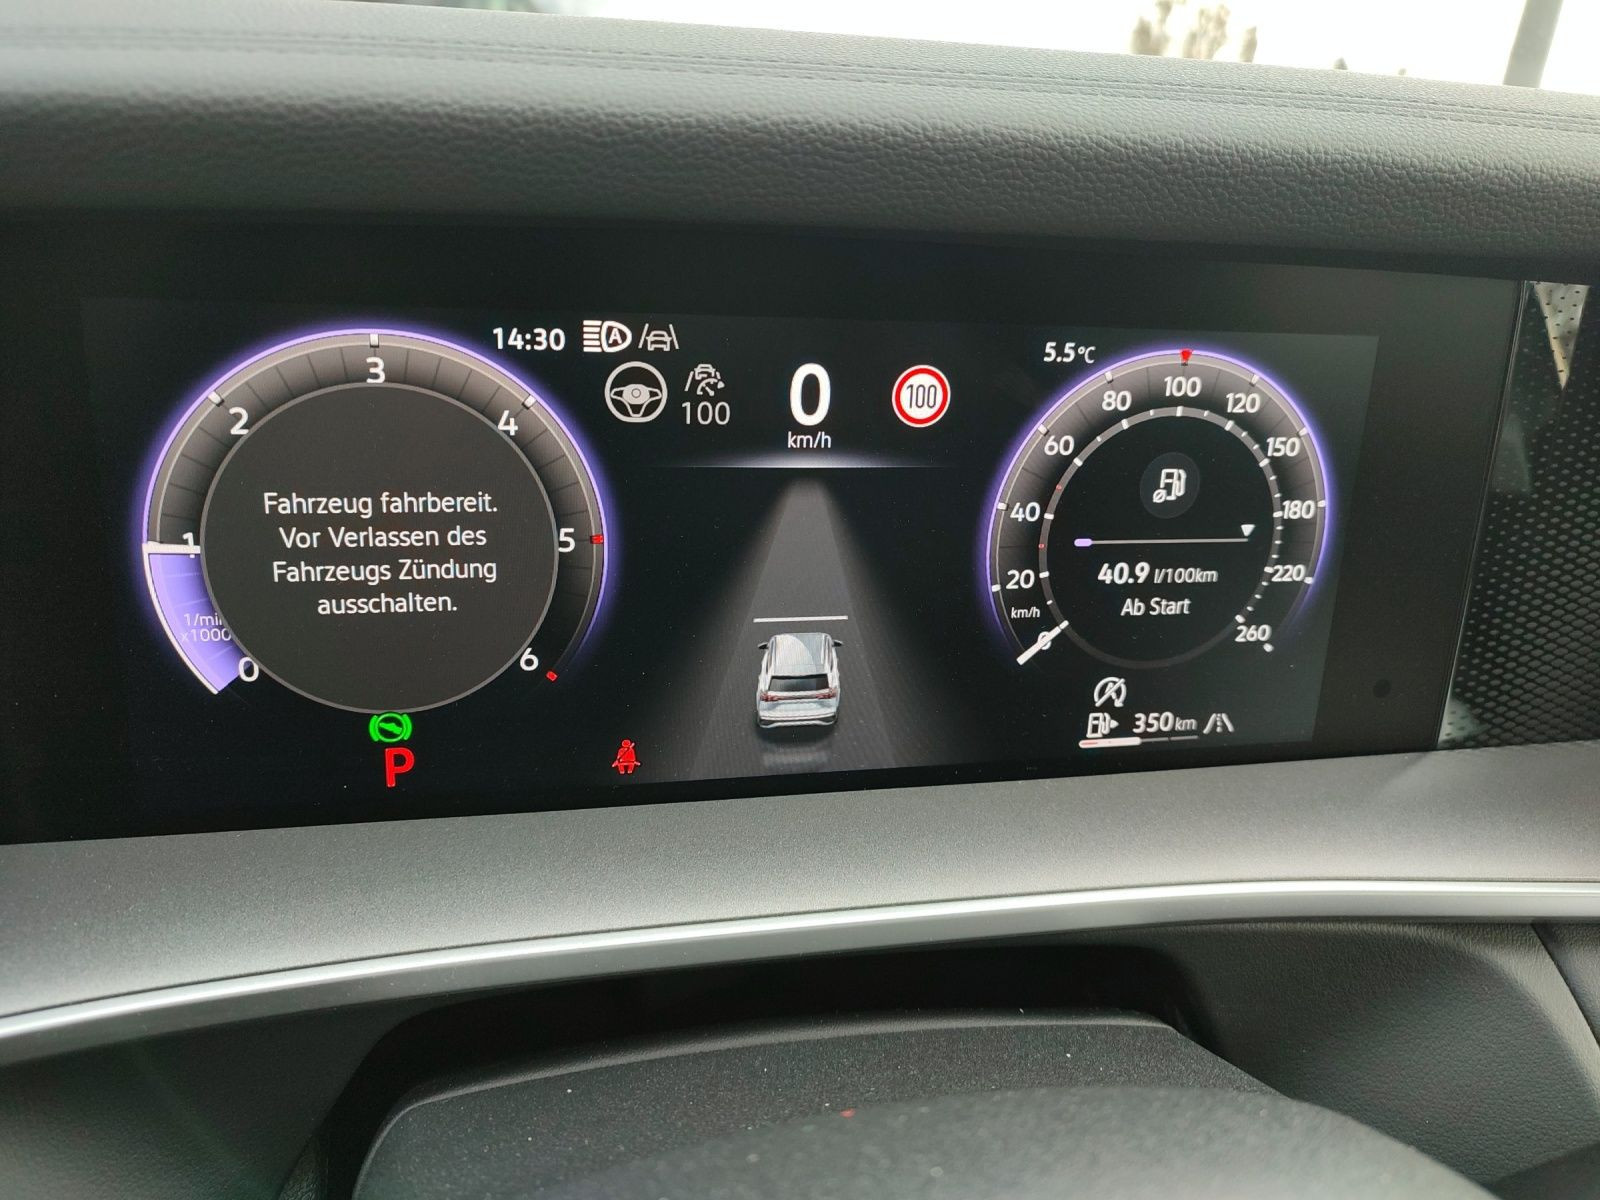 14:30
A
100
0
km/h
100
5.5°C
0
1
2
3
4
5
6
1/min
x1000
Fahrzeug fahrbereit.
Vor Verlassen des
Fahrzeugs Zündung
ausschalten.
P
0
20
40
60
80
100
120
150
180
220
260
km/h
40.9 l/100km
Ab Start
A
350 km